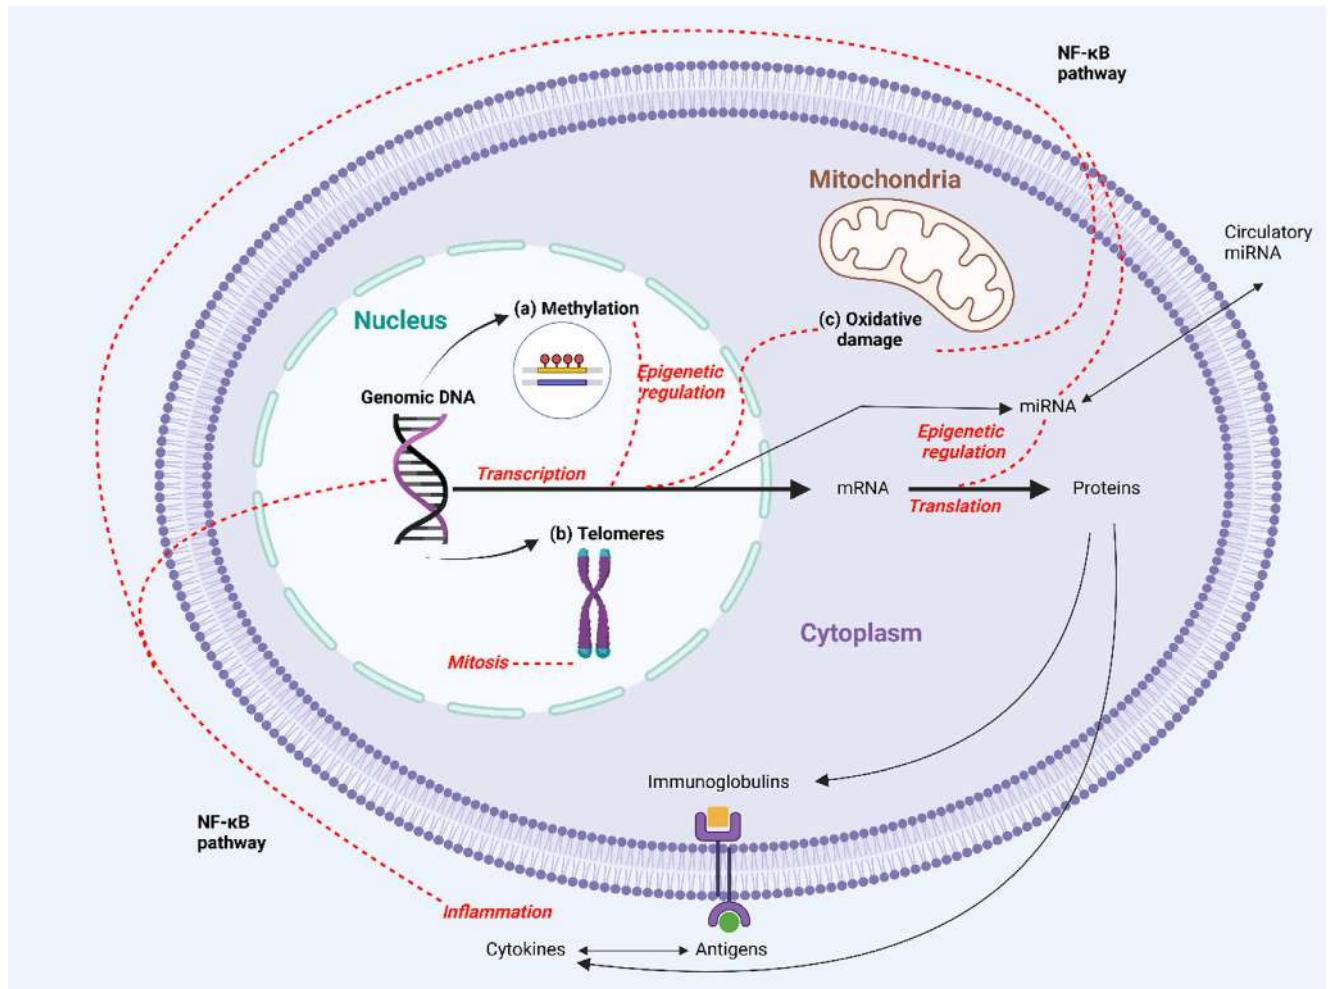 NF-κB
pathway
Mitochondria
Circulatory
miRNA
Nucleus
(a) Methylation
(c) Oxidative
damage
Epigenetic
regulation
Genomic DNA
miRNA
Epigenetic
regulation
Transcription
mRNA
Proteins
Translation
(b) Telomeres
Cytoplasm
Mitosis
Immunoglobulins
NF-κB
pathway
Inflammation
Cytokines
Antigens